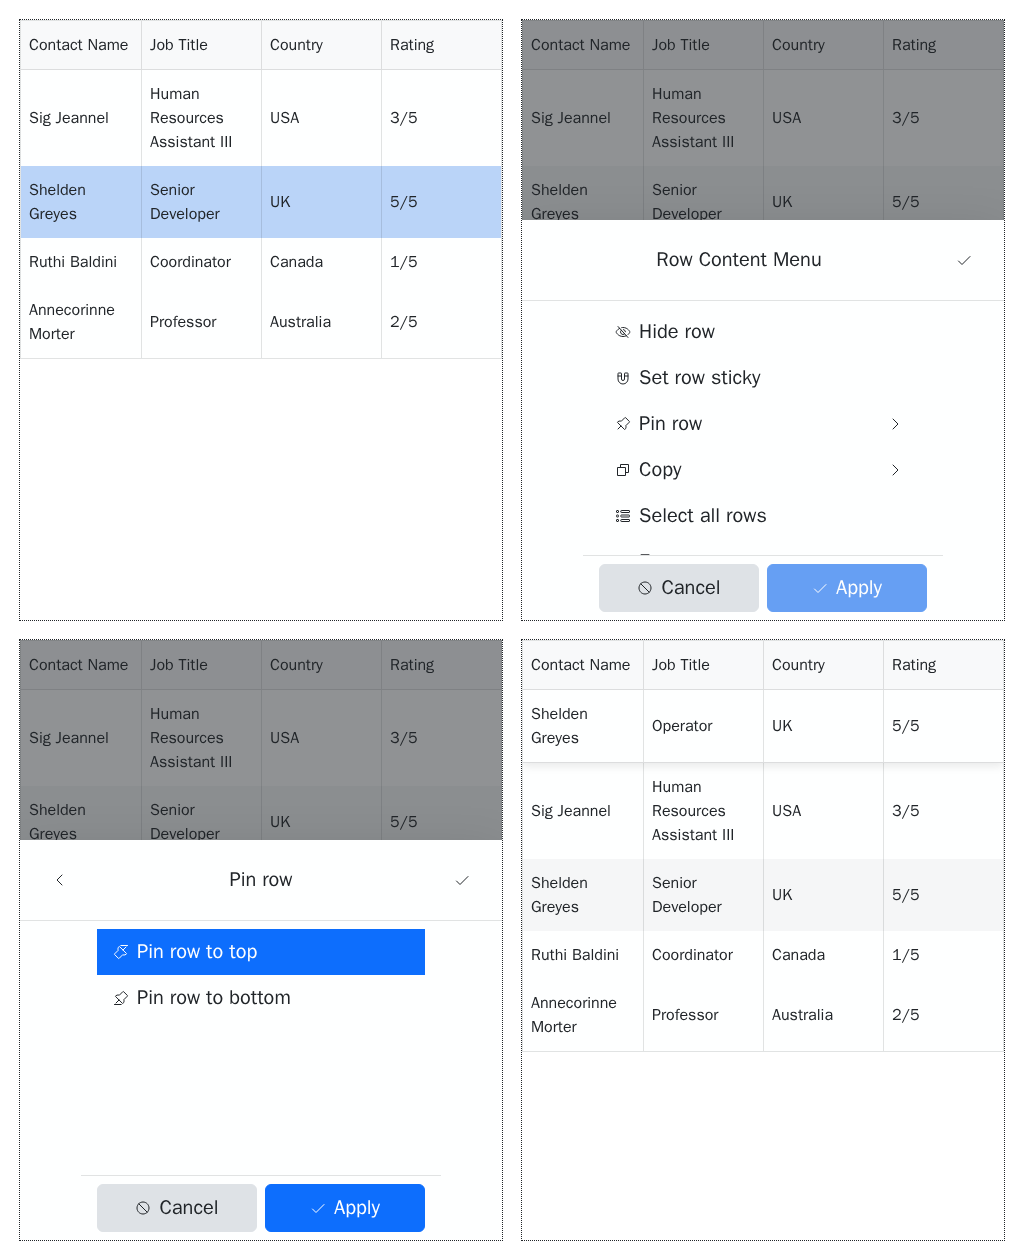 Contact Name Job Title Country Rating
Sig Jeannel Human Resources Assistant III USA 3/5
Shelden Greyes Senior Developer UK 5/5
Ruthi Baldini Coordinator Canada 1/5
Annecorinne Morter Professor Australia 2/5
Contact Name Job Title Country Rating
Sig Jeannel Human Resources Assistant III USA 3/5
Shelden Greyes Senior Developer UK 5/5
Row Content Menu
Hide row
Set row sticky
Pin row
Copy
Select all rows
Cancel Apply
Contact Name Job Title Country Rating
Sig Jeannel Human Resources Assistant III USA 3/5
Shelden Greyes Senior Developer UK 5/5
Pin row
Pin row to top
Pin row to bottom
Cancel Apply
Contact Name Job Title Country Rating
Shelden Greyes Operator UK 5/5
Sig Jeannel Human Resources Assistant III USA 3/5
Shelden Greyes Senior Developer UK 5/5
Ruthi Baldini Coordinator Canada 1/5
Annecorinne Morter Professor Australia 2/5